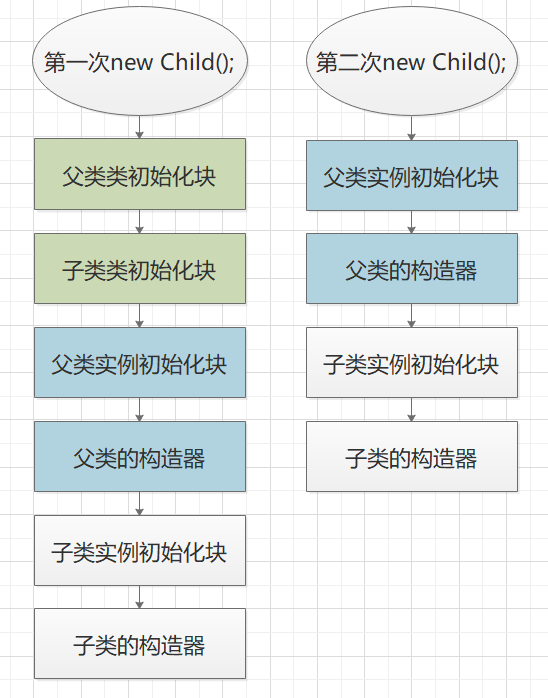 第一次new Child();
父类类初始化块
子类类初始化块
父类实例初始化块
父类的构造器
子类实例初始化块
子类的构造器
第二次new Child();
父类实例初始化块
父类的构造器
子类实例初始化块
子类的构造器